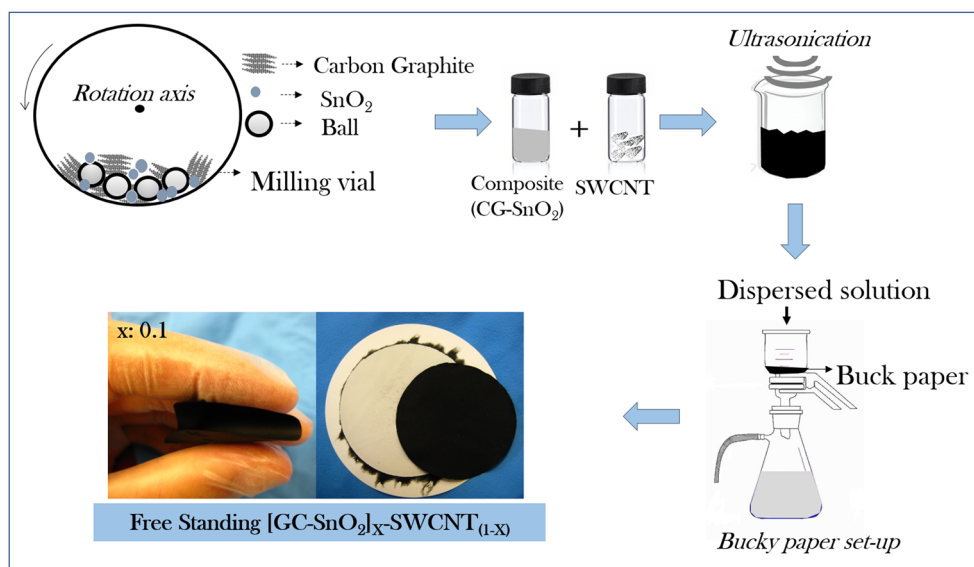 Rotation axis
Carbon Graphite
SnO₂
Ball
Milling vial
Composite
(CG-SnO₂)
+
SWCNT
Ultrasonication
Dispersed solution
Buck paper
Bucky paper set-up
x: 0.1
Free Standing [GC-SnO₂]ₓ-SWCNT₍₁₋ₓ₎